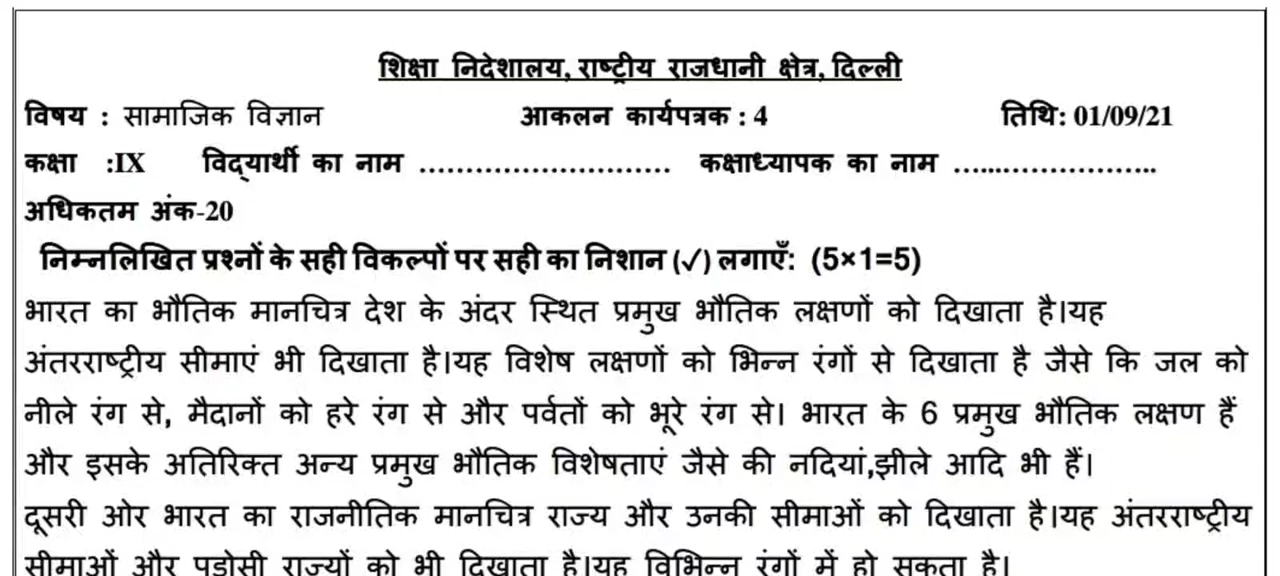 शिक्षा निदेशालय, राष्ट्रीय राजधानी क्षेत्र, दिल्ली
विषय : सामाजिक विज्ञान आकलन कार्यपत्रक : 4 तिथि: 01/09/21
कक्षा :IX विद्यार्थी का नाम ............................ कक्षाध्यापक का नाम ........................
अधिकतम अंक-20
निम्नलिखित प्रश्नों के सही विकल्पों पर सही का निशान (✓) लगाएँ: (5×1=5)
भारत का भौतिक मानचित्र देश के अंदर स्थित प्रमुख भौतिक लक्षणों को दिखाता है।यह
अंतरराष्ट्रीय सीमाएं भी दिखाता है।यह विशेष लक्षणों को भिन्न रंगों से दिखाता है जैसे कि जल को
नीले रंग से, मैदानों को हरे रंग से और पर्वतों को भूरे रंग से। भारत के 6 प्रमुख भौतिक लक्षण हैं
और इसके अतिरिक्त अन्य प्रमुख भौतिक विशेषताएं जैसे की नदियां,झीले आदि भी हैं।
दूसरी ओर भारत का राजनीतिक मानचित्र राज्य और उनकी सीमाओं को दिखाता है।यह अंतरराष्ट्रीय
सीमाओं और पडोसी राज्यों को भी दिखाता है।यह विभिन्न रंगों में हो सकता है।